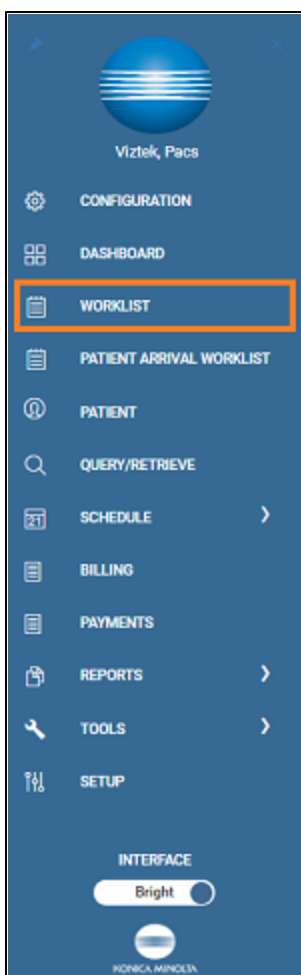 Viztek, Pacs
CONFIGURATION
DASHBOARD
WORKLIST
PATIENT ARRIVAL WORKLIST
PATIENT
QUERY/RETRIEVE
21
SCHEDULE
BILLING
PAYMENTS
REPORTS
TOOLS
SETUP
INTERFACE
Bright
KONICA MINOLTA